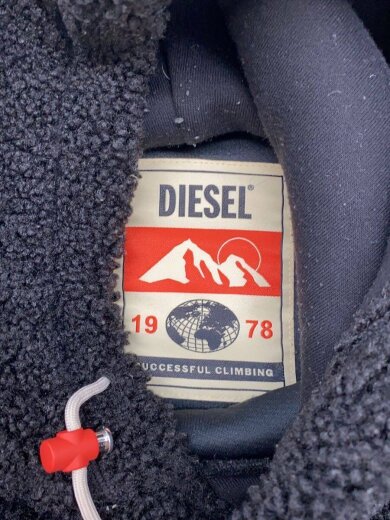 DIESEL®
19 78
SUCCESSFUL CLIMBING